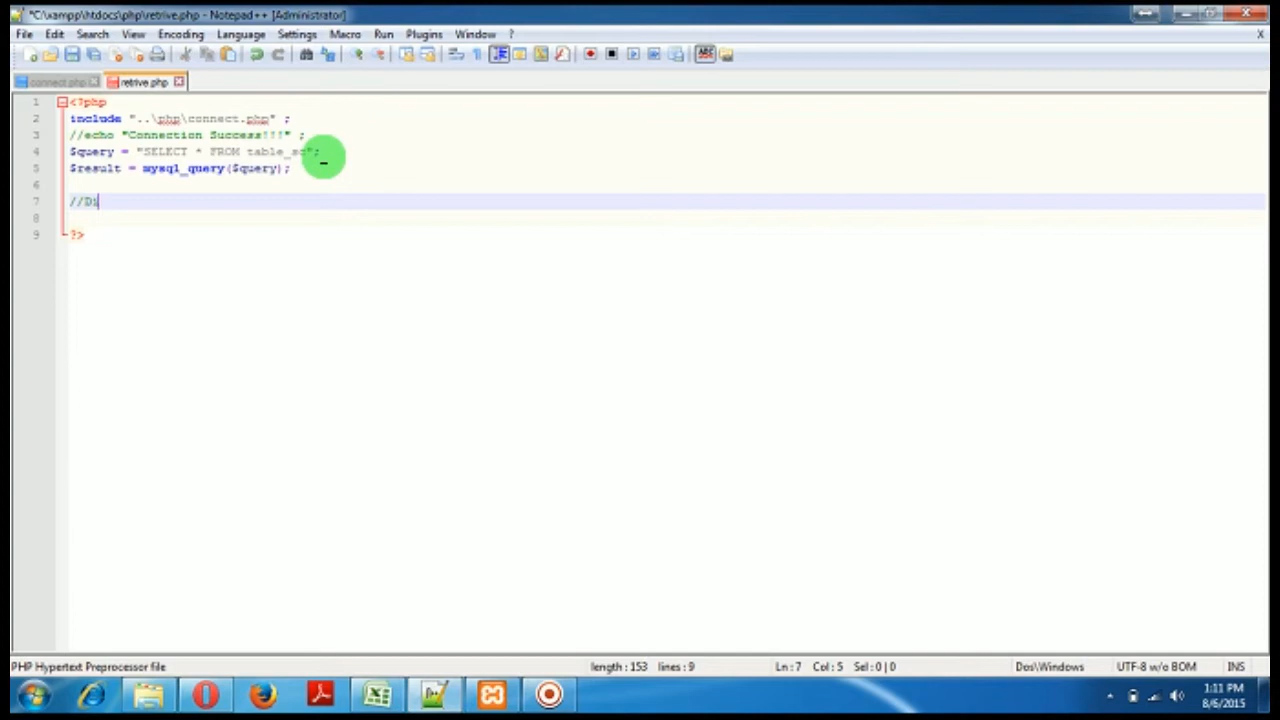 *C:\xampp\htdocs\php\retrive.php - Notepad++ [Administrator]
File Edit Search View Encoding Language Settings Macro Run Plugins Window ? X
connect.php retrive.php
1 <?php
2 include "..\php\connect.php" ;
3 //echo "Connection Success!!!" ;
4 $query = "SELECT * FROM
5 $result = mysql_query($query);
6
7 //Di
8
9 ?>
PHP Hypertext Preprocessor file length : 153 lines : 9 Ln : 7 Col : 5 Sel : 0 | 0 Dos\Windows UTF-8 w/o BOM INS
1:11 PM
8/6/2015